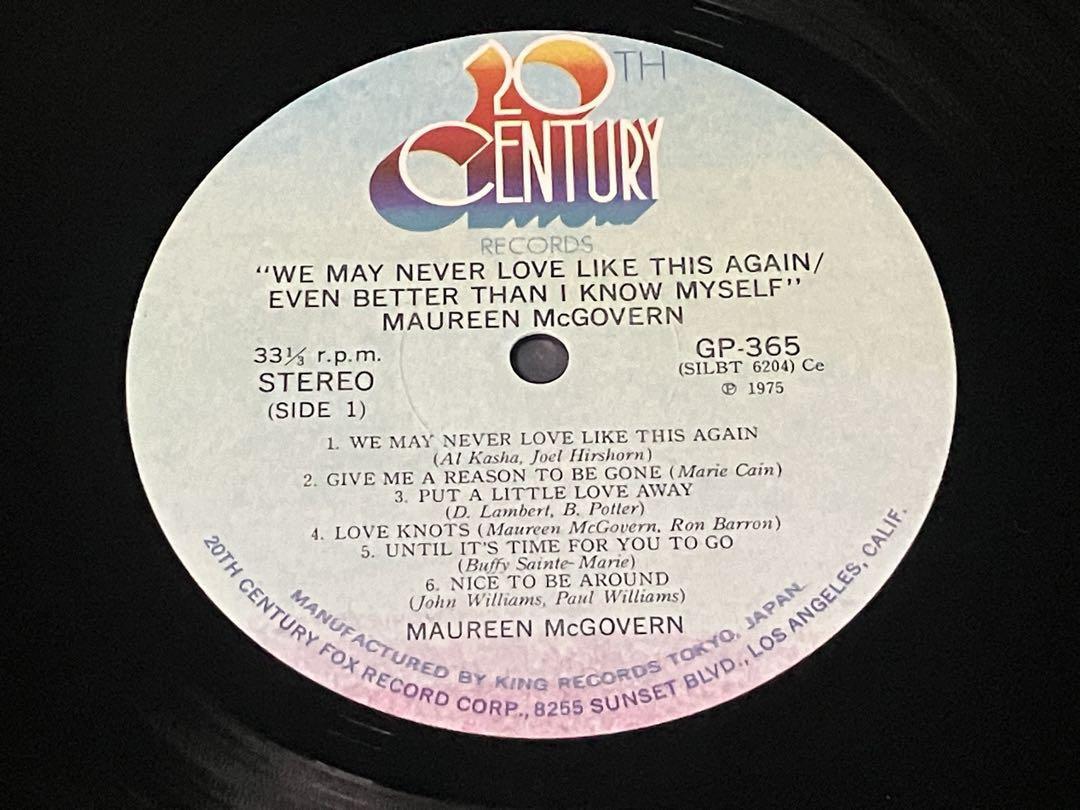 20TH
CENTURY
RECORDS
"WE MAY NEVER LOVE LIKE THIS AGAIN/
EVEN BETTER THAN I KNOW MYSELF"
MAUREEN McGOVERN
33⅓ r.p.m.
STEREO
(SIDE 1)
GP-365
(SILBT 6204) Ce
℗ 1975
1. WE MAY NEVER LOVE LIKE THIS AGAIN
(Al Kasha, Joel Hirshorn)
2. GIVE ME A REASON TO BE GONE (Marie Cain)
3. PUT A LITTLE LOVE AWAY
(D. Lambert, B. Potler)
4. LOVE KNOTS (Maureen McGovern, Ron Barron)
5. UNTIL IT'S TIME FOR YOU TO GO
(Buffy Sainte-Marie)
6. NICE TO BE AROUND
(John Williams, Paul Williams)
MAUREEN McGOVERN
MANUFACTURED BY KING RECORDS TOKYO, JAPAN.
20TH CENTURY FOX RECORD CORP., 8255 SUNSET BLVD., LOS ANGELES, CALIF.